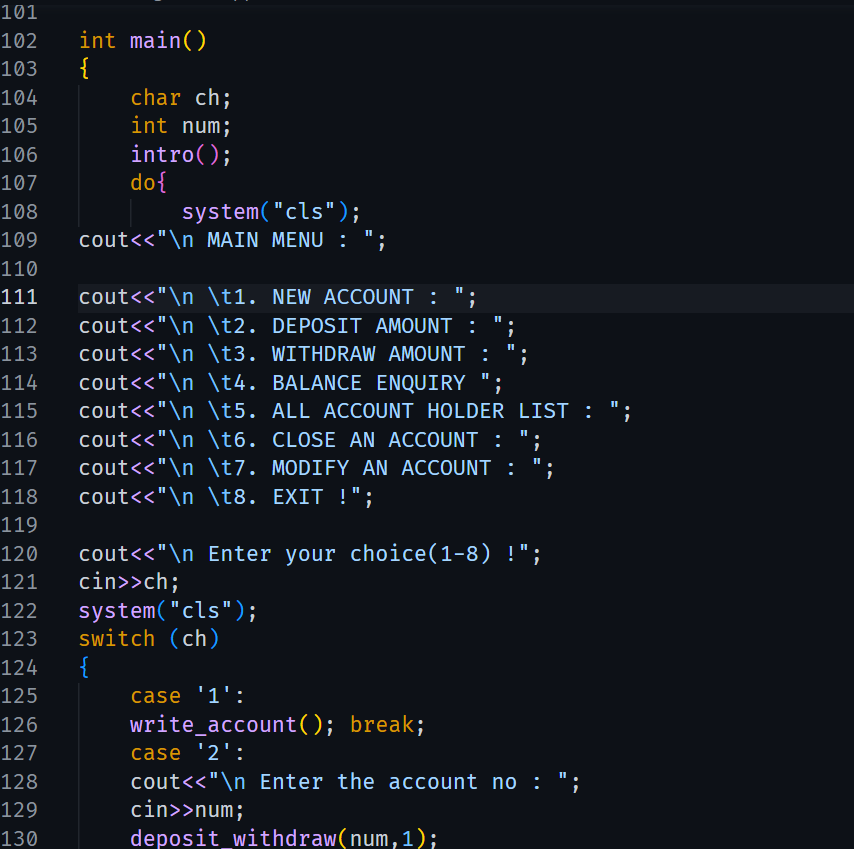 101
102 int main()
103 {
104 char ch;
105 int num;
106 intro();
107 do{
108 system("cls");
109 cout<<"\n MAIN MENU : ";
110
111 cout<<"\n \t1. NEW ACCOUNT : ";
112 cout<<"\n \t2. DEPOSIT AMOUNT : ";
113 cout<<"\n \t3. WITHDRAW AMOUNT : ";
114 cout<<"\n \t4. BALANCE ENQUIRY ";
115 cout<<"\n \t5. ALL ACCOUNT HOLDER LIST : ";
116 cout<<"\n \t6. CLOSE AN ACCOUNT : ";
117 cout<<"\n \t7. MODIFY AN ACCOUNT : ";
118 cout<<"\n \t8. EXIT !";
119
120 cout<<"\n Enter your choice(1-8) !";
121 cin>>ch;
122 system("cls");
123 switch (ch)
124 {
125 case '1':
126 write_account(); break;
127 case '2':
128 cout<<"\n Enter the account no : ";
129 cin>>num;
130 deposit_withdraw(num,1);